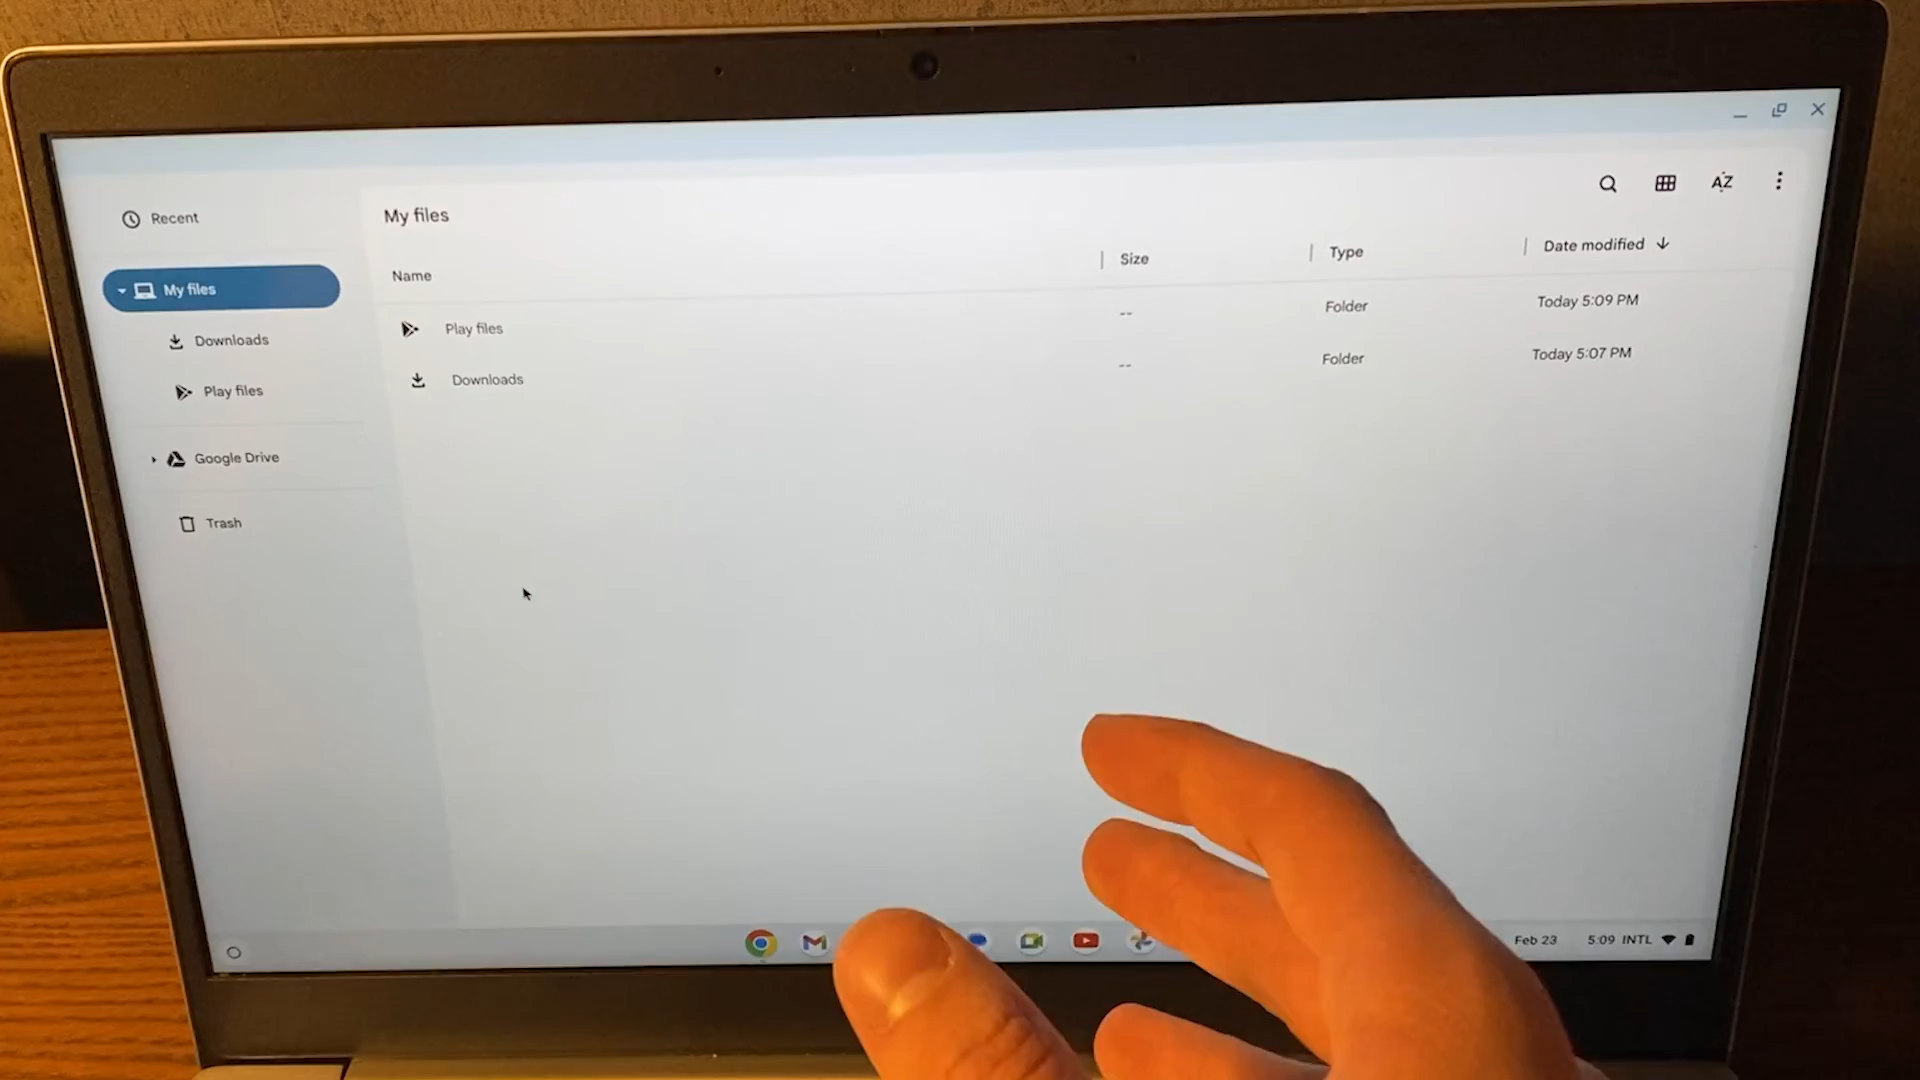 Recent
My files
Downloads
Play files
Google Drive
Trash
My files
AZ
Name Size Type Date modified
Play files -- Folder Today 5:09 PM
Downloads -- Folder Today 5:07 PM
Feb 23 5:09 INTL